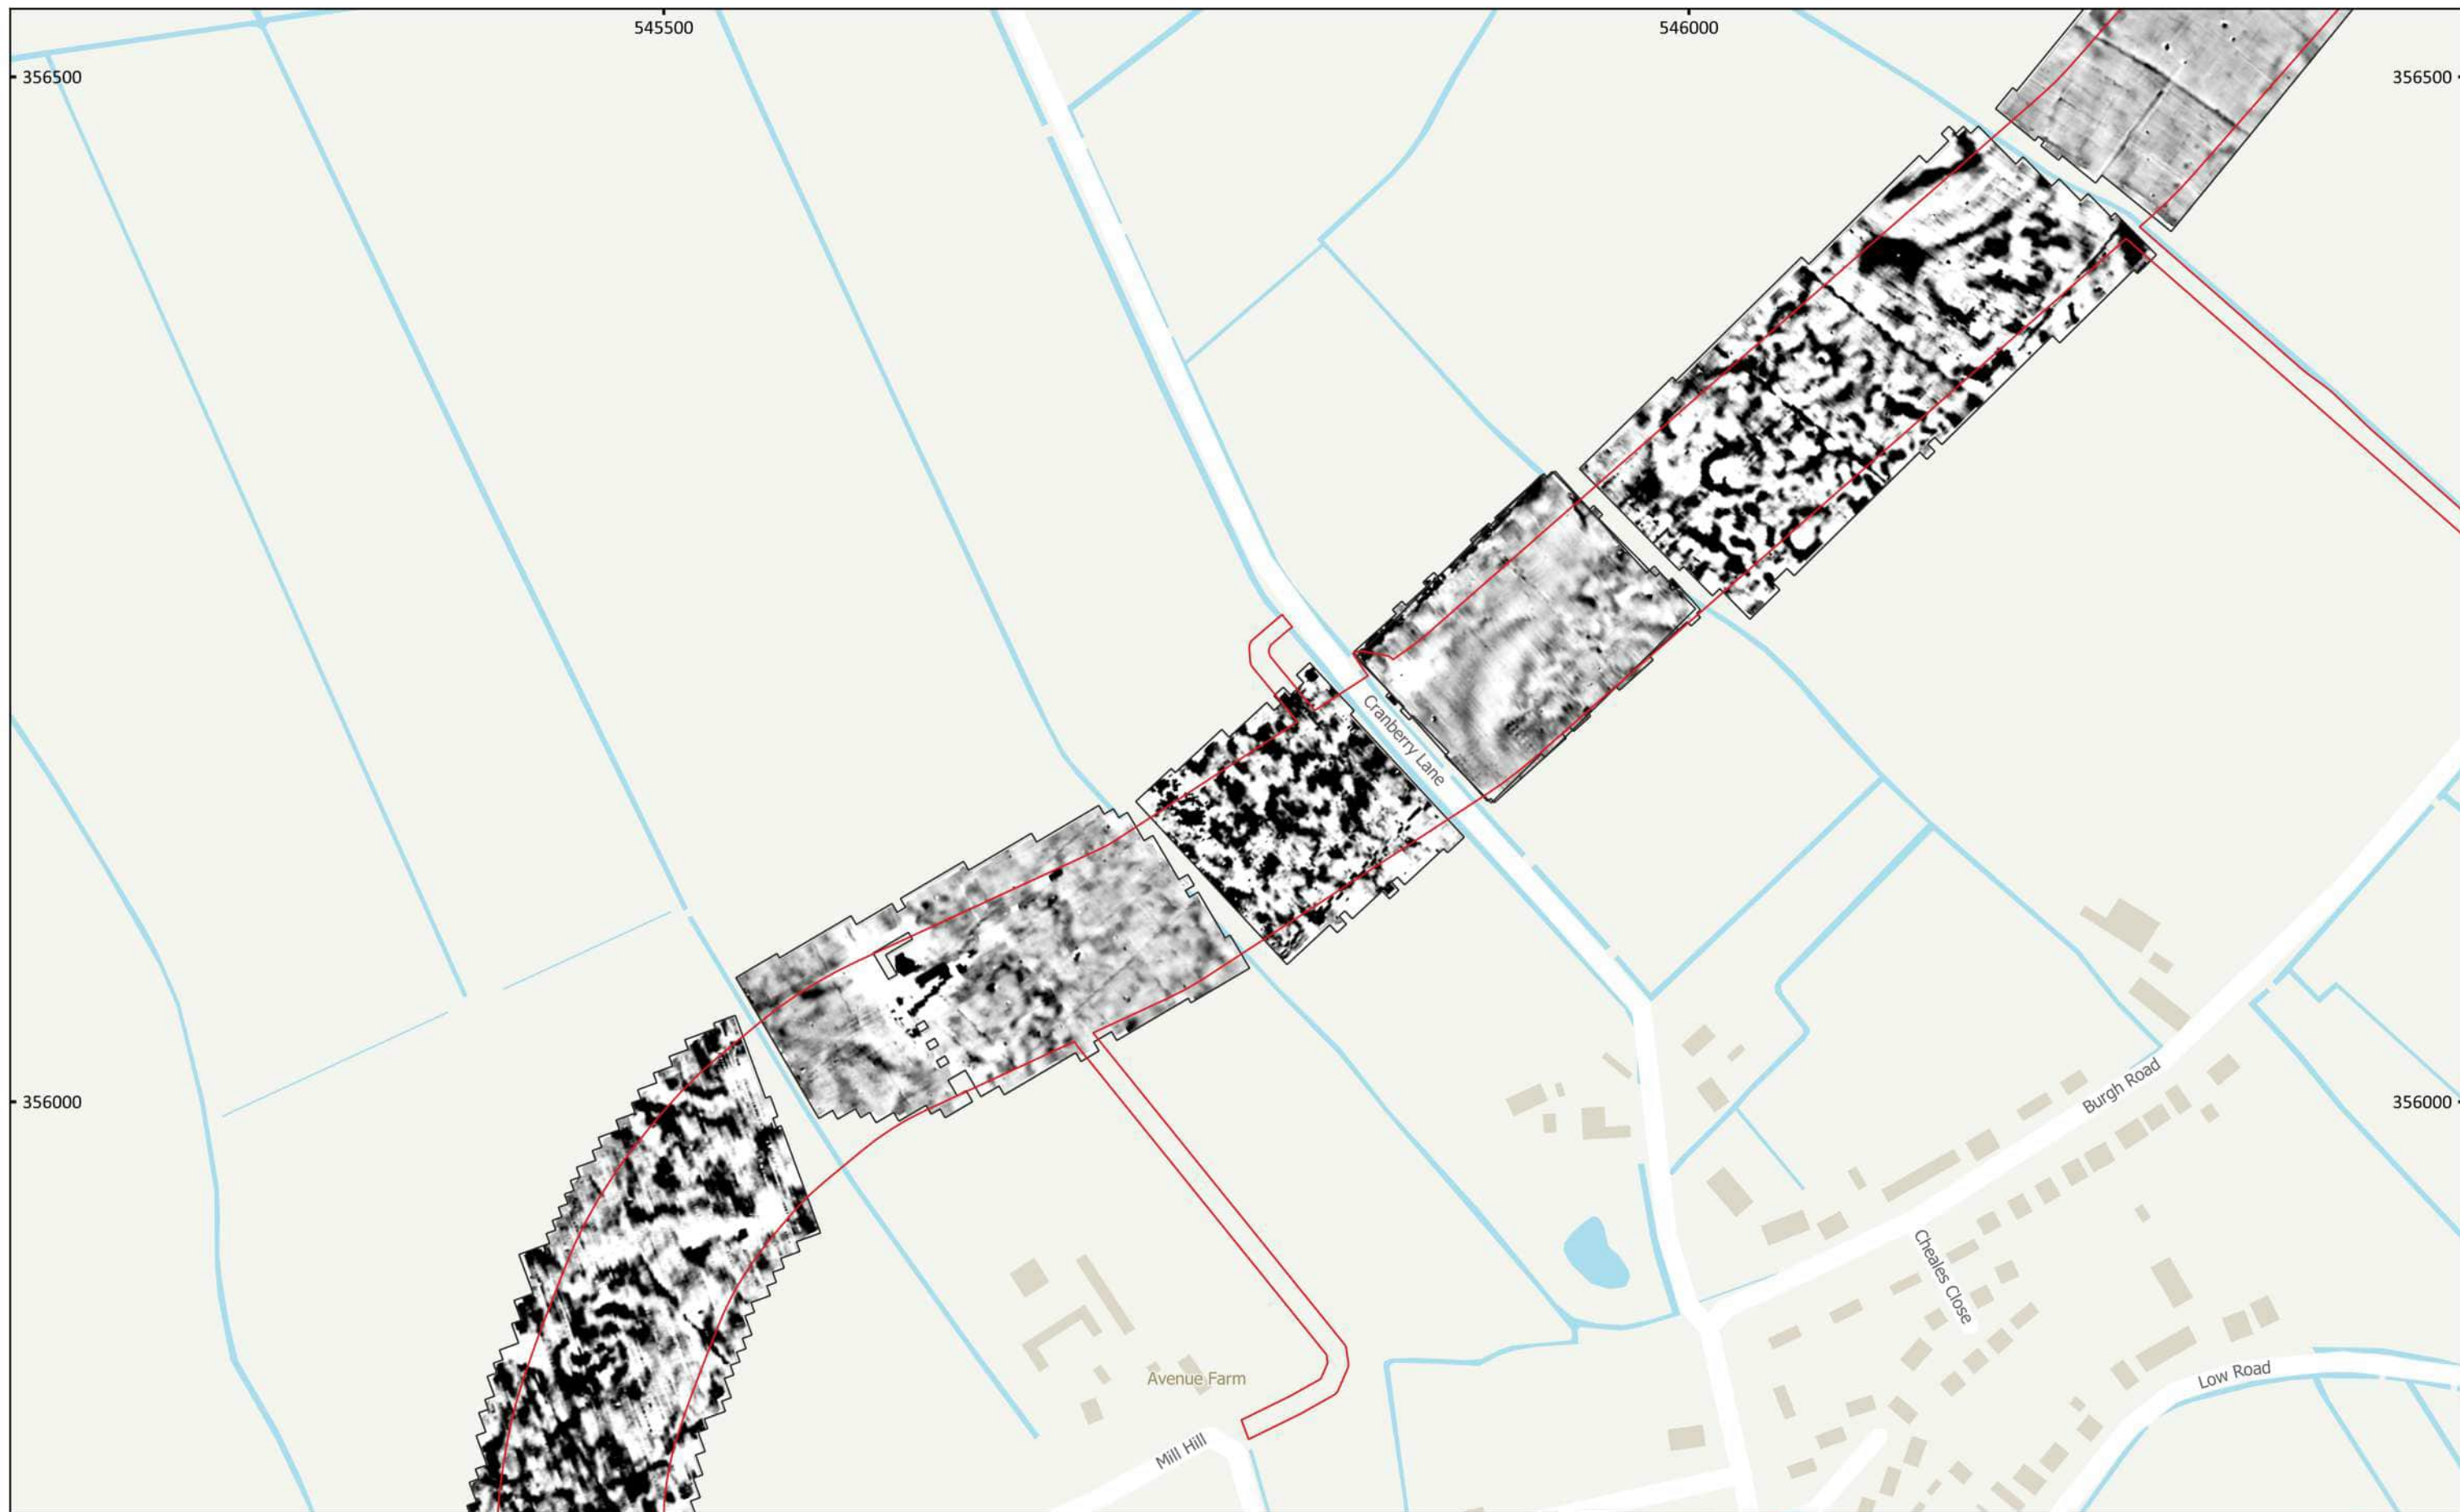 545500
546000
356500
356500
Cranberry Lane
356000
356000
Burgh Road
Cheales Close
Low Road
Avenue Farm
Mill Hill